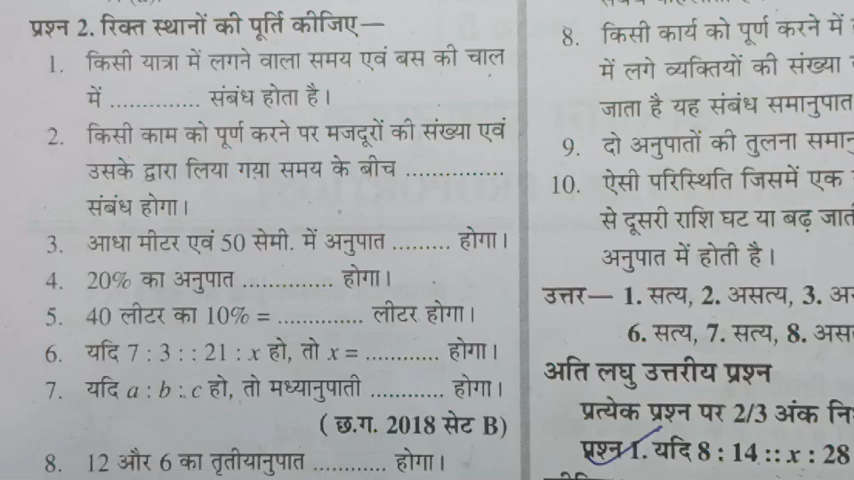 प्रश्न 2. रिक्त स्थानों की पूर्ति कीजिए—
1. किसी यात्रा में लगने वाला समय एवं बस की चाल
में .............. संबंध होता है।
2. किसी काम को पूर्ण करने पर मजदूरों की संख्या एवं
उसके द्वारा लिया गया समय के बीच ...............
संबंध होगा।
3. आधा मीटर एवं 50 सेमी. में अनुपात ......... होगा।
4. 20% का अनुपात .............. होगा।
5. 40 लीटर का 10% = ............. लीटर होगा।
6. यदि 7 : 3 : : 21 : x हो, तो x = ............ होगा।
7. यदि a : b : c हो, तो मध्यानुपाती ............ होगा।
( छ.ग. 2018 सेट B)
8. 12 और 6 का तृतीयानुपात ............ होगा।
8. किसी कार्य को पूर्ण करने में
में लगे व्यक्तियों की संख्या
जाता है यह संबंध समानुपात
9. दो अनुपातों की तुलना
10. ऐसी परिस्थिति जिसमें एक
से दूसरी राशि घट या बढ़
अनुपात में होती है।
उत्तर— 1. सत्य, 2. असत्य, 3.
6. सत्य, 7. सत्य, 8.
अति लघु उत्तरीय प्रश्न
प्रत्येक प्रश्न पर 2/3 अंक
प्रश्न 1. यदि 8 : 14 :: x : 28